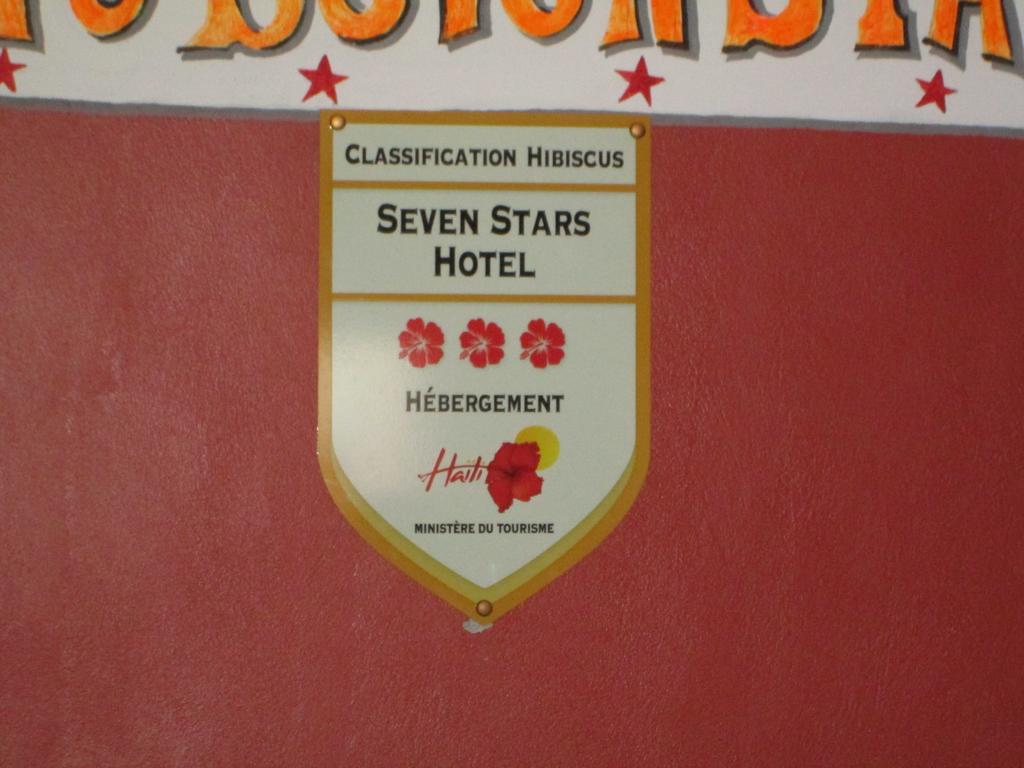 CLASSIFICATION HIBISCUS
SEVEN STARS
HOTEL
HÉBERGEMENT
Haïti
MINISTÈRE DU TOURISME